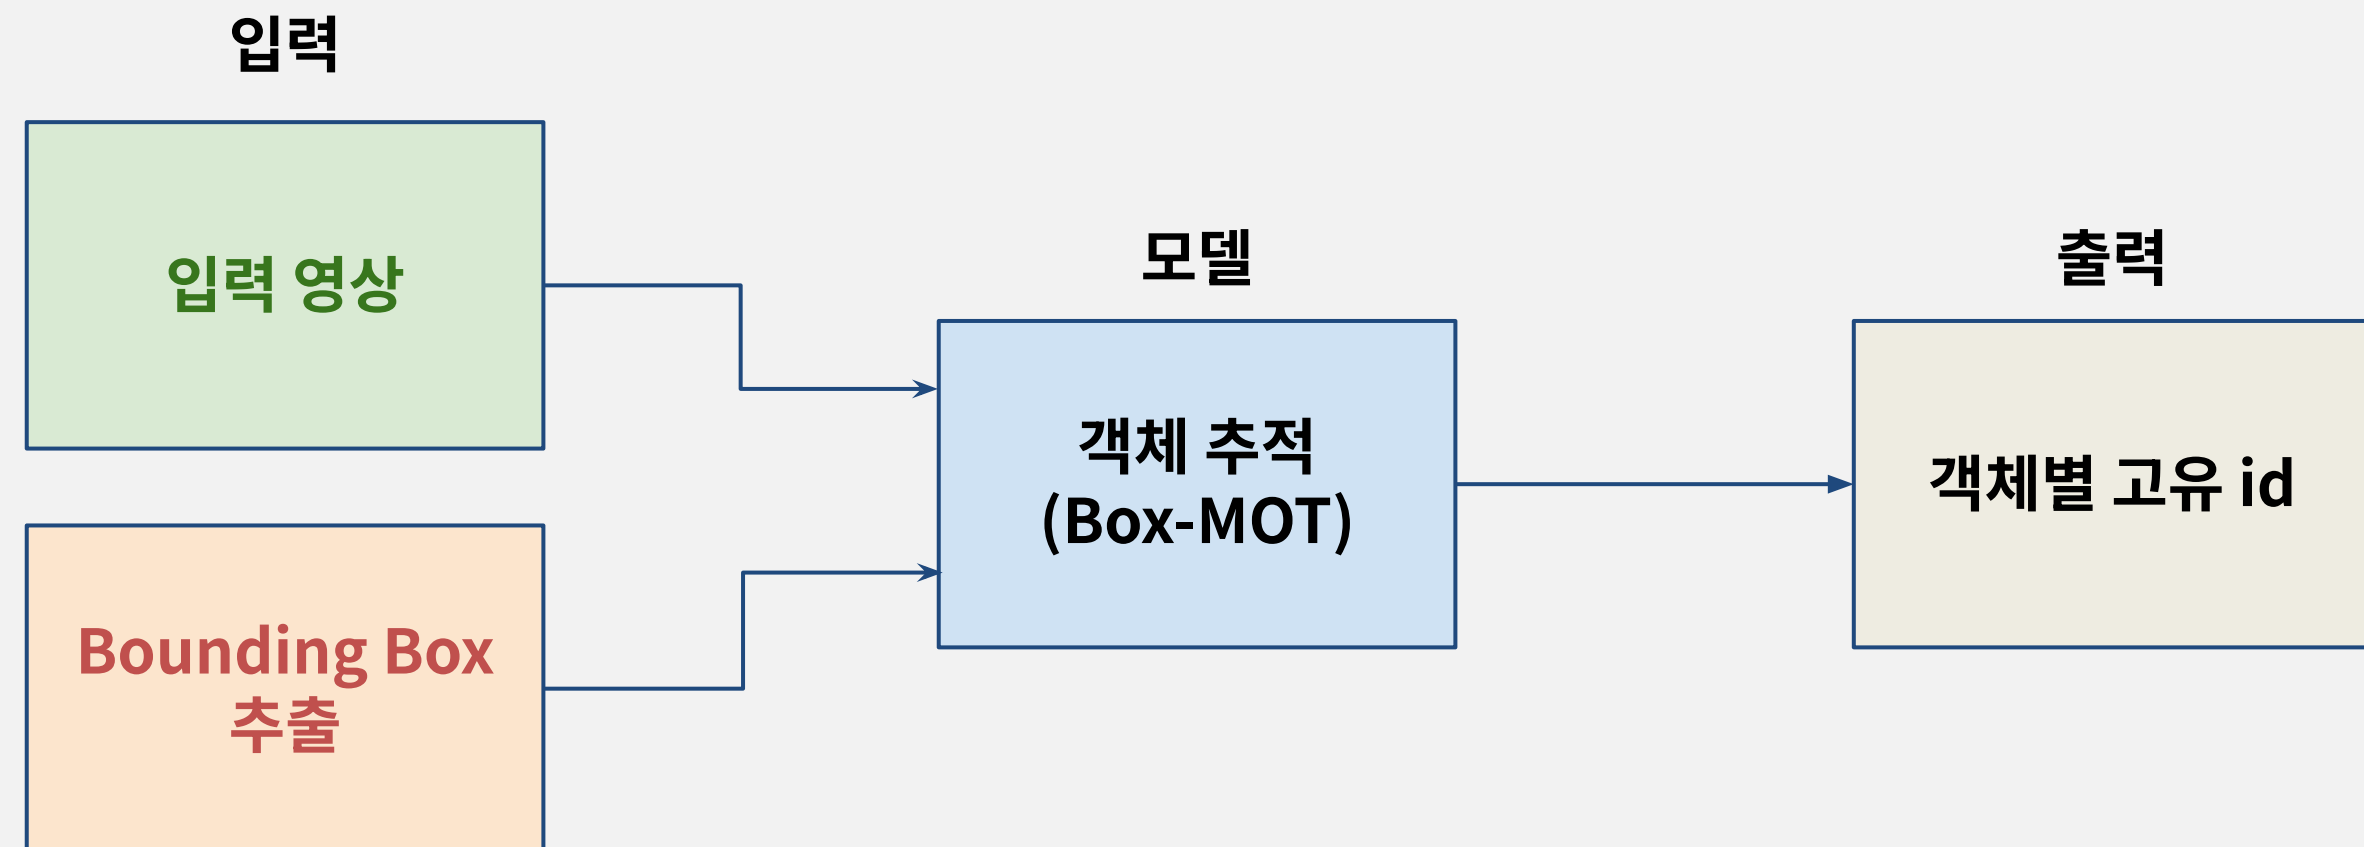 입력
입력 영상
Bounding Box
추출
모델
객체 추적
(Box-MOT)
출력
객체별 고유 id